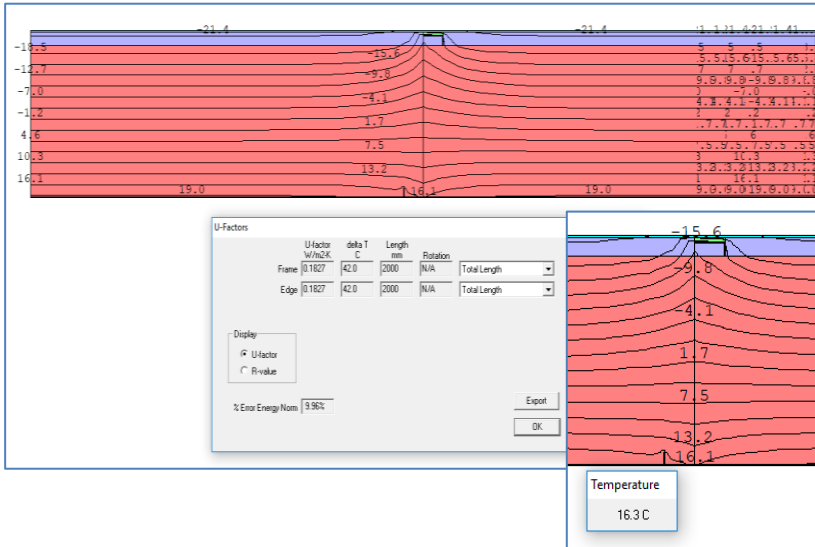 -21.4 -21.4
-18.5
-15.6
-12.7
-9.8
-7.0
-4.1
-1.2
1.7
4.6
7.5
10.3
13.2
16.1
19.0 16.1 19.0
U-Factors
U-factor delta T Length
W/m2-K C mm Rotation
Frame 0.1827 42.0 2000 N/A Total Length
Edge 0.1827 42.0 2000 N/A Total Length
Display
U-factor
R-value
% Error Energy Norm 9.96%
Export
OK
-15.6
-9.8
-4.1
1.7
7.5
13.2
16.1
Temperature
16.3 C